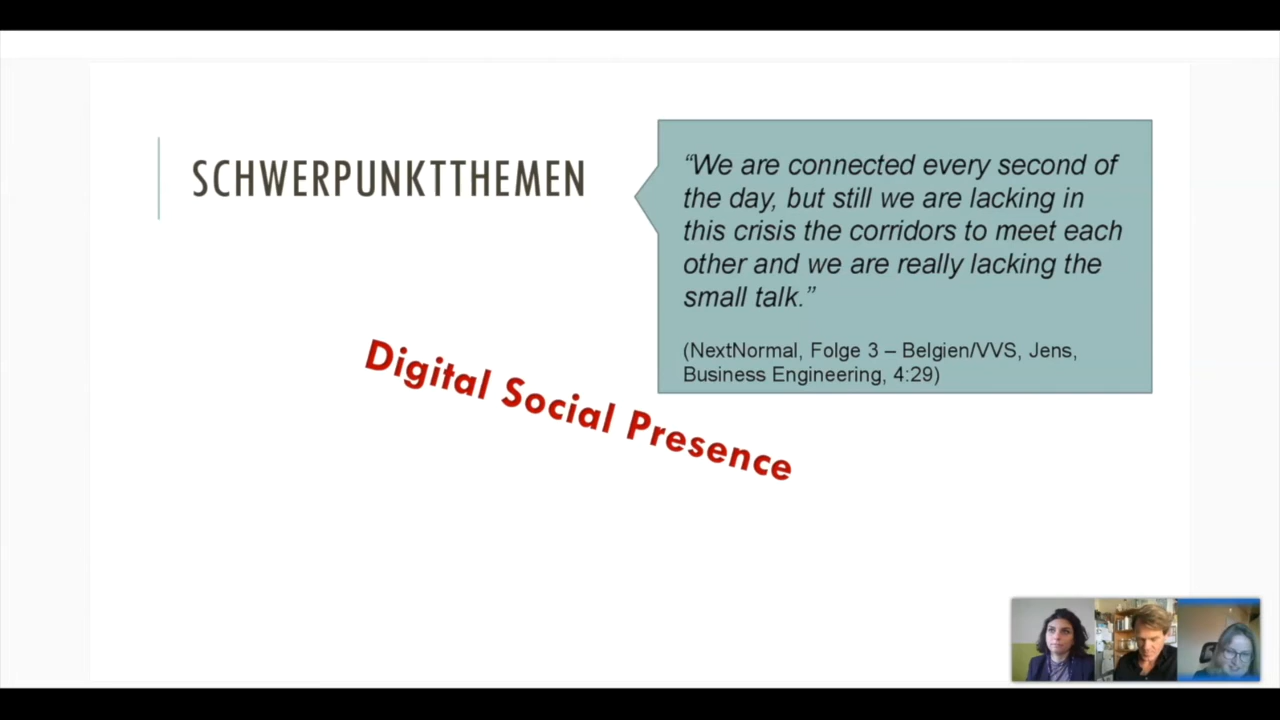 SCHWERPUNKTTHEMEN
“We are connected every second of
the day, but still we are lacking in
this crisis the corridors to meet each
other and we are really lacking the
small talk.”
(NextNormal, Folge 3 – Belgien/VVS, Jens,
Business Engineering, 4:29)
Digital Social Presence